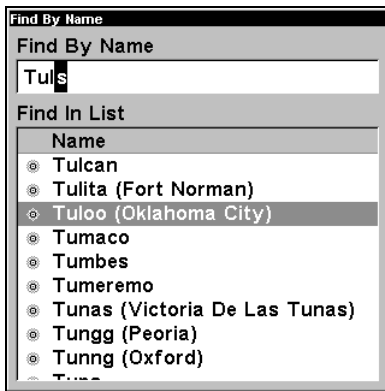 Find By Name
Find By Name
Tuls
Find In List
Name
Tulcan
Tulita (Fort Norman)
Tuloo (Oklahoma City)
Tumaco
Tumbes
Tumeremo
Tunas (Victoria De Las Tunas)
Tungg (Peoria)
Tunng (Oxford)